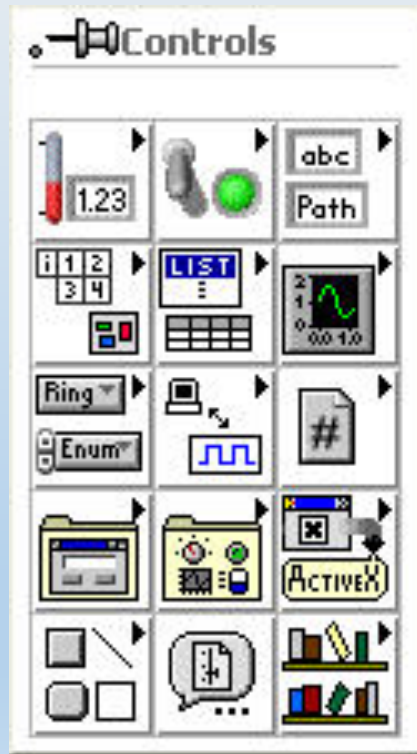 Controls
1.23
abc
Path
i 1 2
3 4
LIST
2
1
0
0.0 1.0
Ring
Enum
#
ActiveX
...